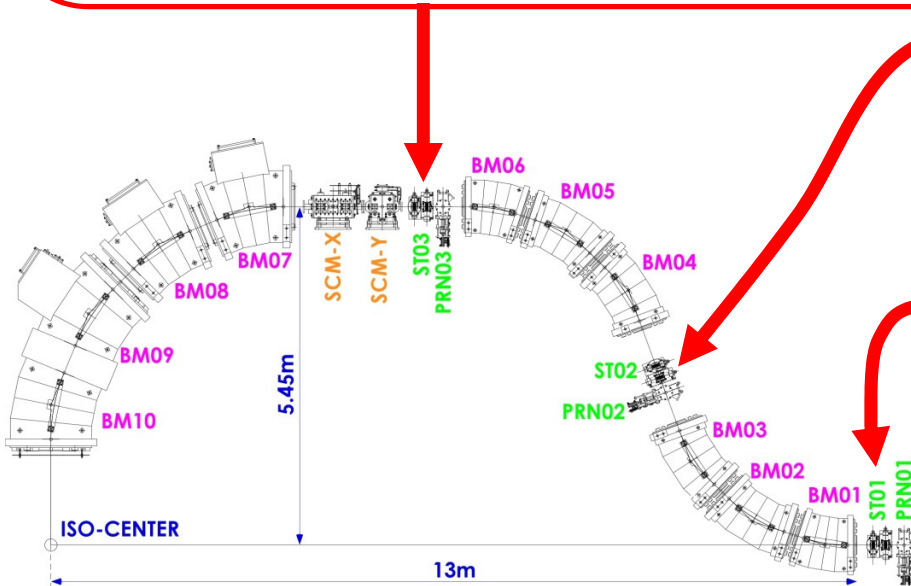 BM06
BM05
BM07
SCM-X
SCM-Y
ST03
PRN03
BM04
BM08
BM09
5.45m
ST02
PRN02
BM10
BM03
BM02
BM01
ST01
PRN01
ISO-CENTER
13m